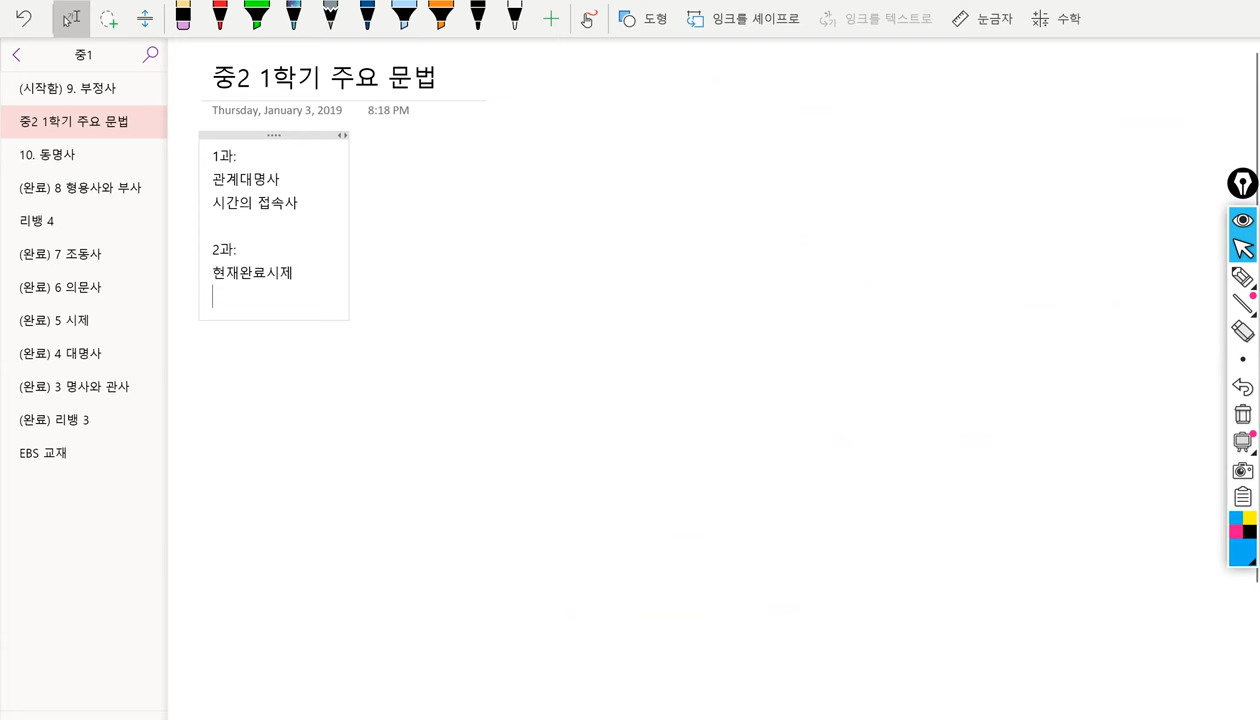 도형
잉크를 셰이프로
잉크를 텍스트로
눈금자
수학
중1
(시작함) 9. 부정사
중2 1학기 주요 문법
10. 동명사
(완료) 8 형용사와 부사
리뱅 4
(완료) 7 조동사
(완료) 6 의문사
(완료) 5 시제
(완료) 4 대명사
(완료) 3 명사와 관사
(완료) 리뱅 3
EBS 교재
중2 1학기 주요 문법
Thursday, January 3, 2019 8:18 PM
1과:
관계대명사
시간의 접속사
2과:
현재완료시제